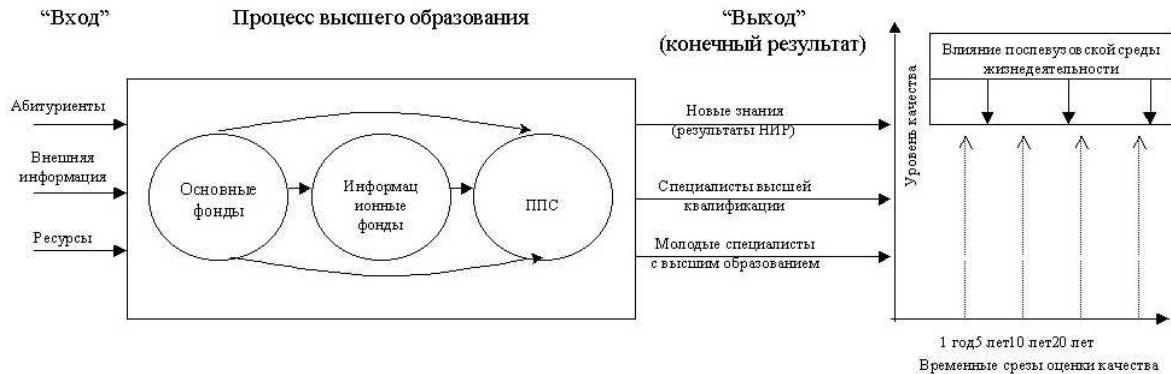 “Вход”
Процесс высшего образования
“Выход”
(конечный результат)
Абитуриенты
Внешняя
информация
Ресурсы
Основные
фонды
Информац
ионные
фонды
ППС
Новые знания
(результаты НИР)
Специалисты высшей
квалификации
Молодые специалисты
с высшим образованием
Уровень качества
Влияние послевузовской среды
жизнедеятельности
1 год5 лет10 лет20 лет
Временные срезы оценки качества